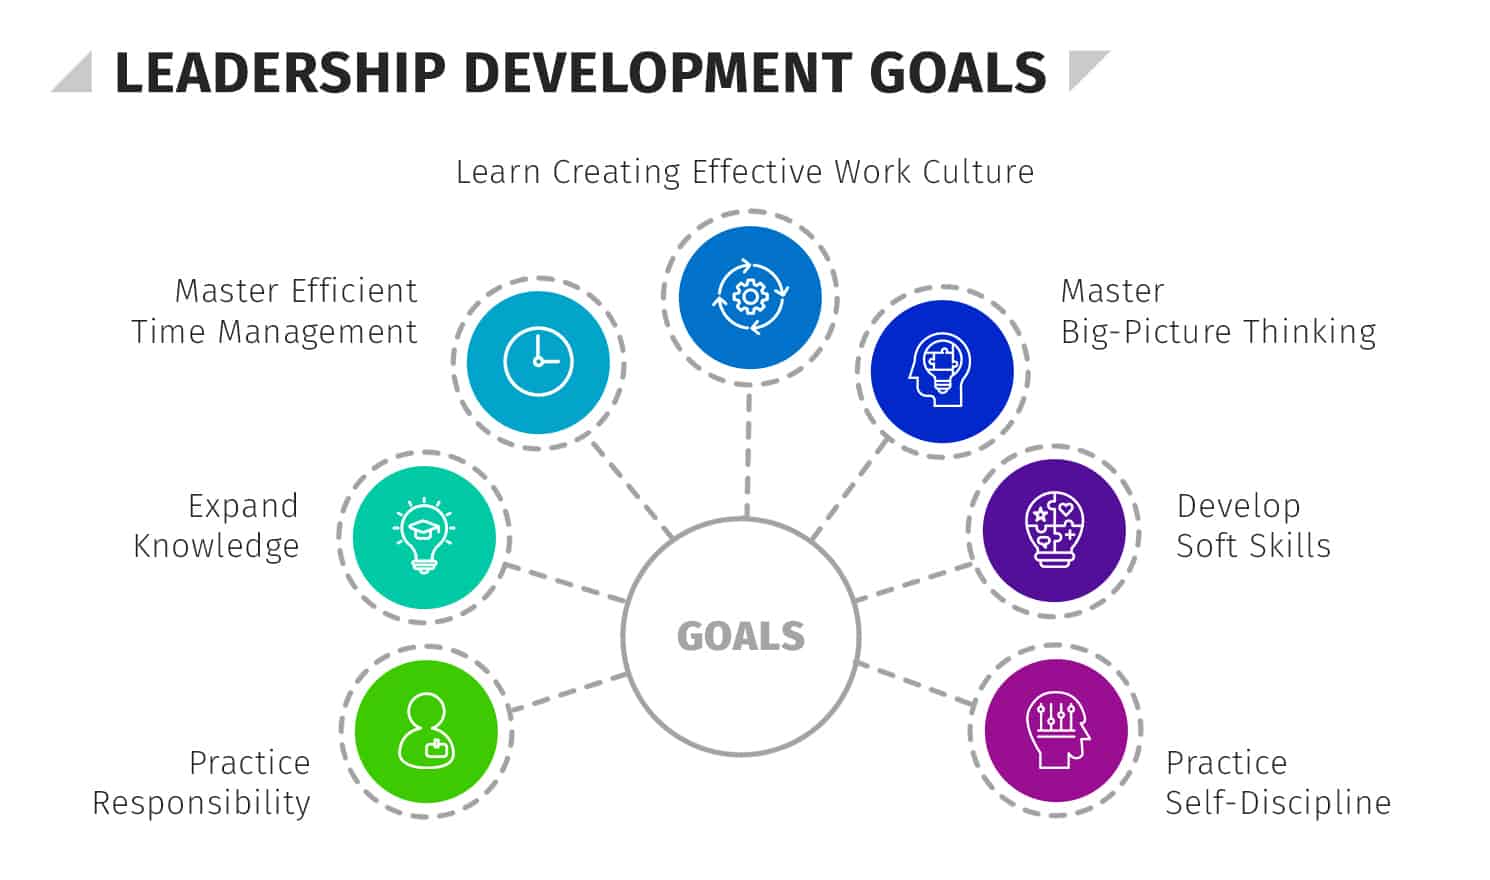 LEADERSHIP DEVELOPMENT GOALS
Learn Creating Effective Work Culture
Master Efficient
Time Management
Master
Big-Picture Thinking
Expand
Knowledge
Develop
Soft Skills
GOALS
Practice
Responsibility
Practice
Self-Discipline